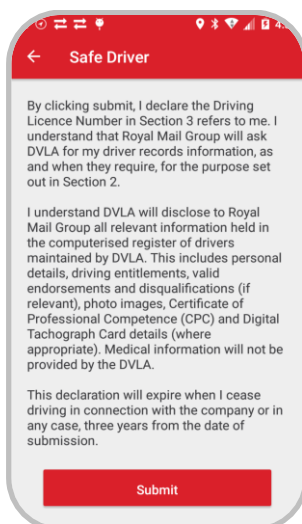 4:
Safe Driver
By clicking submit, I declare the Driving
Licence Number in Section 3 refers to me. I
understand that Royal Mail Group will ask
DVLA for my driver records information, as
and when they require, for the purpose set
out in Section 2.
I understand DVLA will disclose to Royal
Mail Group all relevant information held in
the computerised register of drivers
maintained by DVLA. This includes personal
details, driving entitlements, valid
endorsements and disqualifications (if
relevant), photo images, Certificate of
Professional Competence (CPC) and Digital
Tachograph Card details (where
appropriate). Medical information will not be
provided by the DVLA.
This declaration will expire when I cease
driving in connection with the company or in
any case, three years from the date of
submission.
Submit